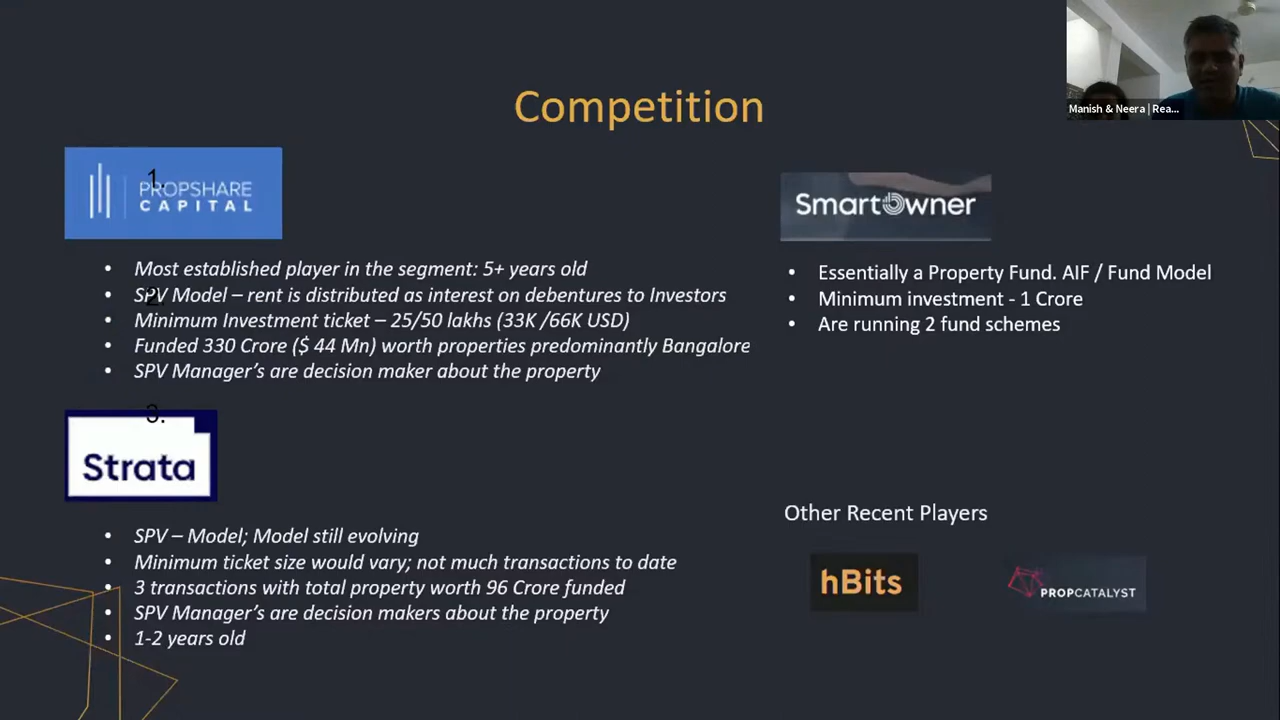 Manish & Neera | Rea...
Competition
1.
PROPSHARE
CAPITAL
Most established player in the segment: 5+ years old
2.
SPV Model – rent is distributed as interest on debentures to Investors
Minimum Investment ticket – 25/50 lakhs (33K /66K USD)
Funded 330 Crore ($ 44 Mn) worth properties predominantly Bangalore
SPV Manager's are decision maker about the property
3.
Strata
SPV – Model; Model still evolving
Minimum ticket size would vary; not much transactions to date
3 transactions with total property worth 96 Crore funded
SPV Manager's are decision makers about the property
1-2 years old
SmartOwner
Essentially a Property Fund. AIF / Fund Model
Minimum investment - 1 Crore
Are running 2 fund schemes
Other Recent Players
hBits
PROPCATALYST